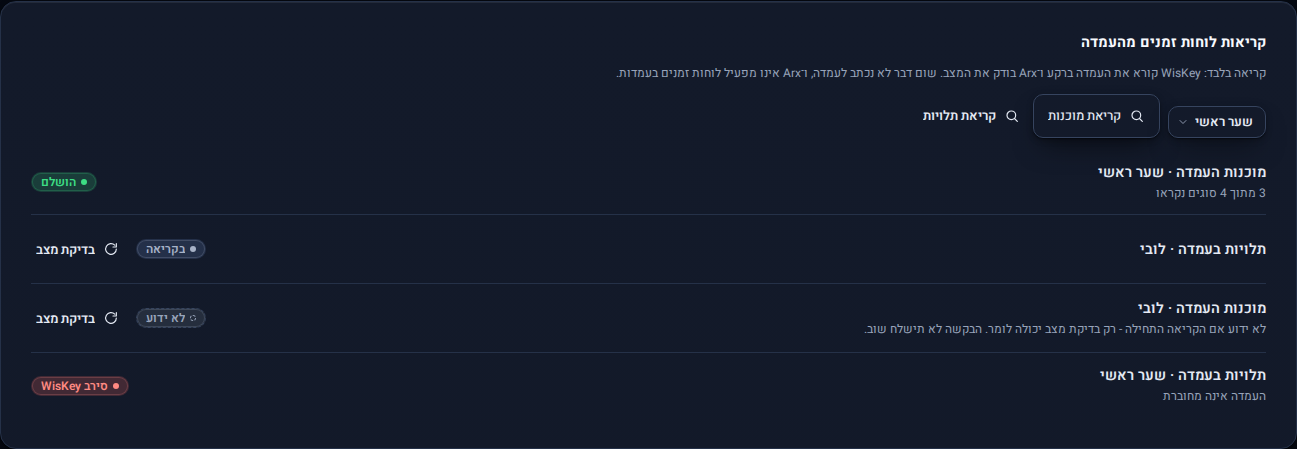 קריאות לוחות זמנים מהעמדה
קריאה בלבד: WisKey קורא את העמדה ברקע ו־Arx בודק את המצב. שום דבר לא נכתב לעמדה, ו־Arx אינו מפעיל לוחות זמנים בעמדות.
שער ראשי
קריאת מוכנות
קריאת תלויות
מוכנות העמדה · שער ראשי
הושלם
3 מתוך 4 סוגים נקראו
תלויות בעמדה · לובי
בקריאה
בדיקת מצב
מוכנות העמדה · לובי
לא ידוע
בדיקת מצב
לא ידוע אם הקריאה התחילה - רק בדיקת מצב יכולה לומר. הבקשה לא תישלח שוב.
תלויות בעמדה · שער ראשי
WisKey סירב
העמדה אינה מחוברת